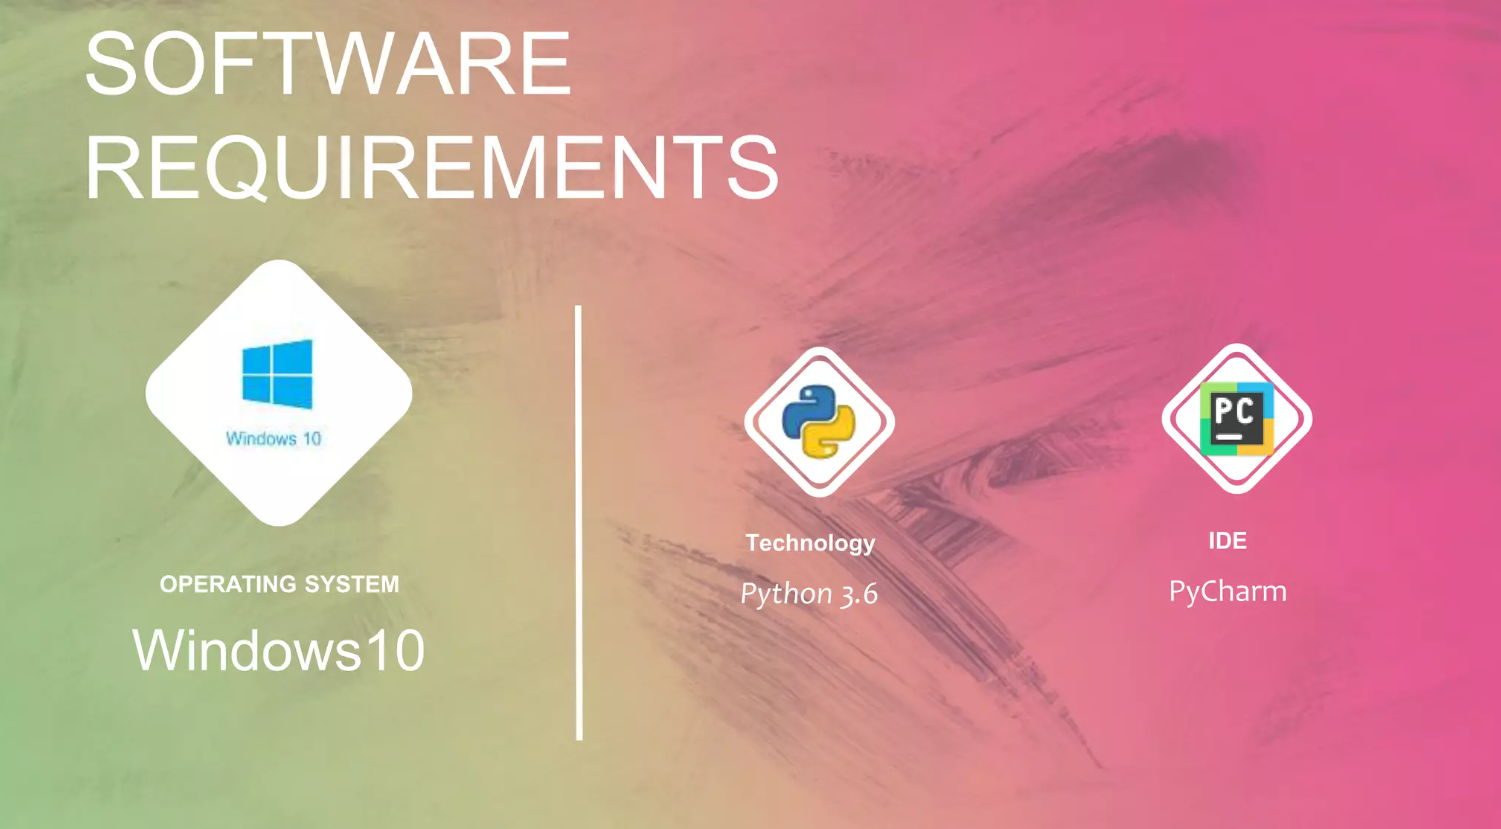 SOFTWARE
REQUIREMENTS
Windows 10
OPERATING SYSTEM
Windows10
PC
Technology
Python 3.6
IDE
PyCharm